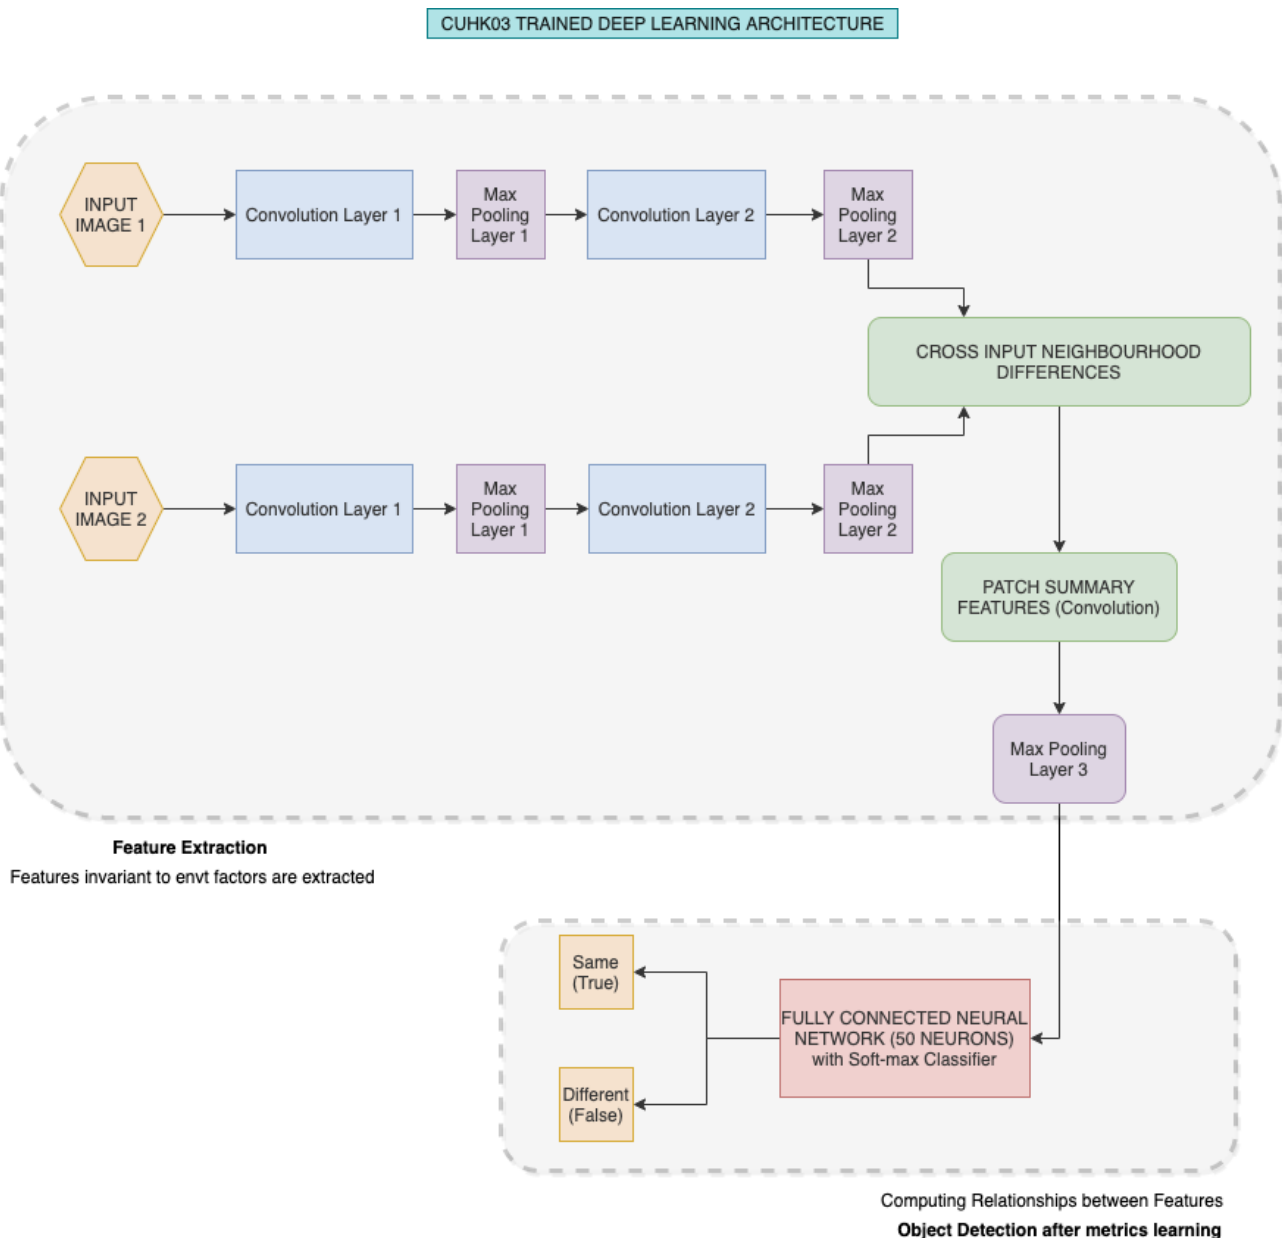 CUHK03 TRAINED DEEP LEARNING ARCHITECTURE
INPUT
IMAGE 1
Convolution Layer 1
Max
Pooling
Layer 1
Convolution Layer 2
Max
Pooling
Layer 2
CROSS INPUT NEIGHBOURHOOD
DIFFERENCES
INPUT
IMAGE 2
Convolution Layer 1
Max
Pooling
Layer 1
Convolution Layer 2
Max
Pooling
Layer 2
PATCH SUMMARY
FEATURES (Convolution)
Max Pooling
Layer 3
Feature Extraction
Features invariant to envt factors are extracted
Same
(True)
FULLY CONNECTED NEURAL
NETWORK (50 NEURONS)
with Soft-max Classifier
Different
(False)
Computing Relationships between Features
Object Detection after metrics learning